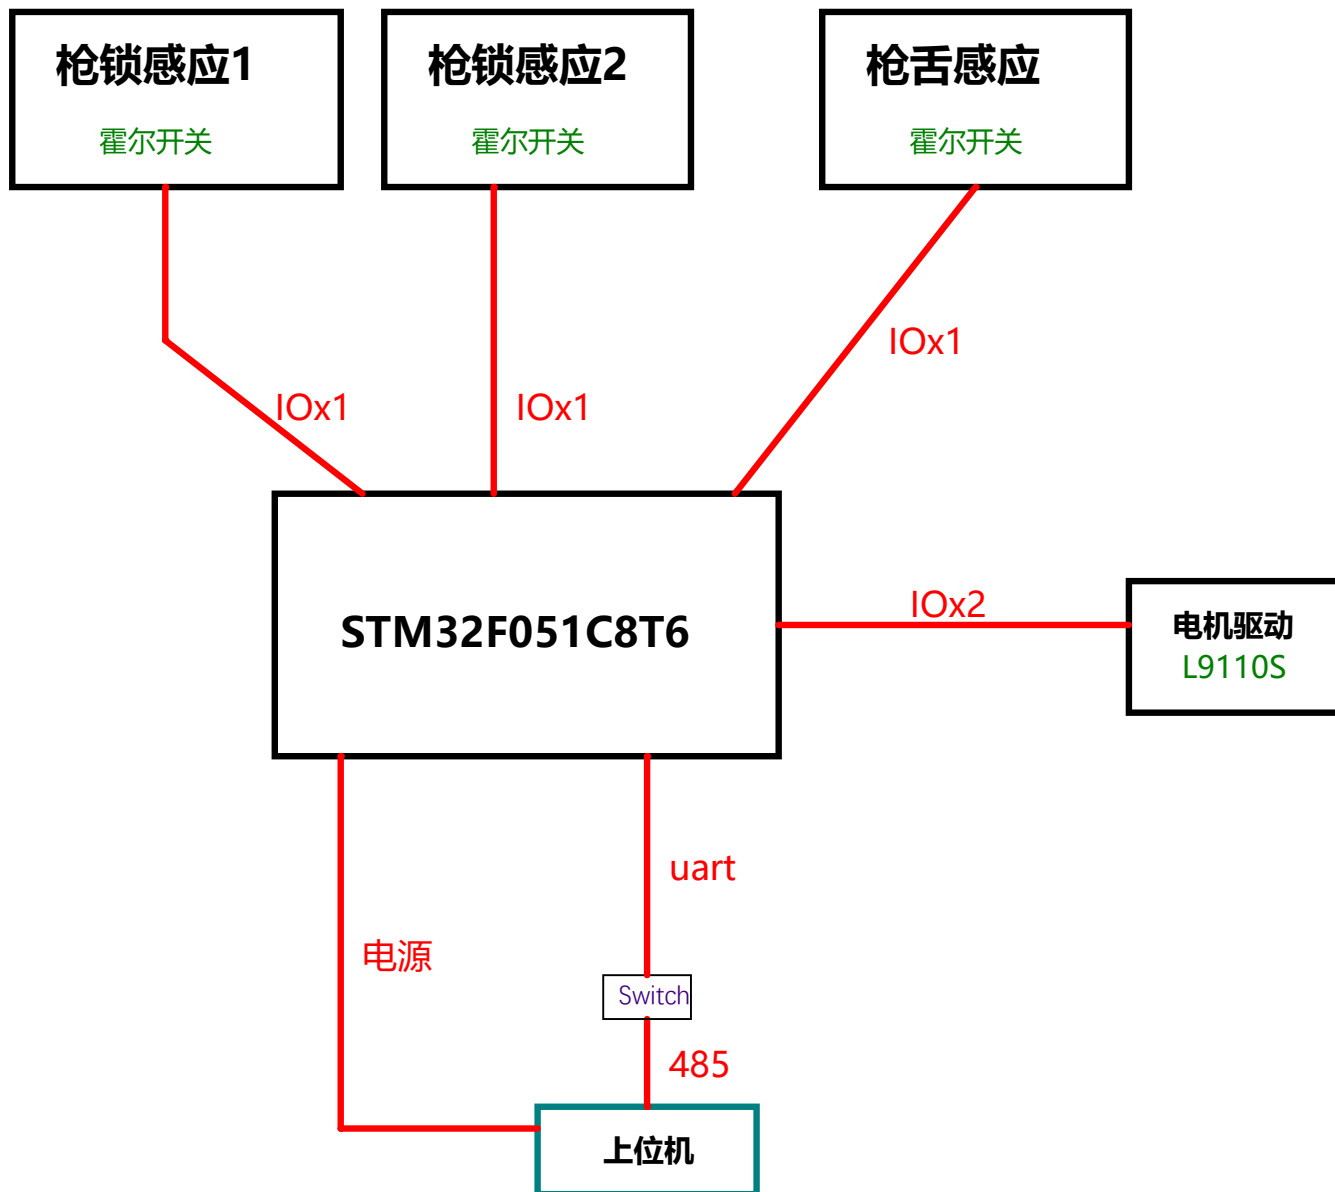 枪锁感应1
霍尔开关
枪锁感应2
霍尔开关
枪舌感应
霍尔开关
IOx1
IOx1
IOx1
STM32F051C8T6
IOx2
电机驱动
L9110S
uart
电源
Switch
485
上位机